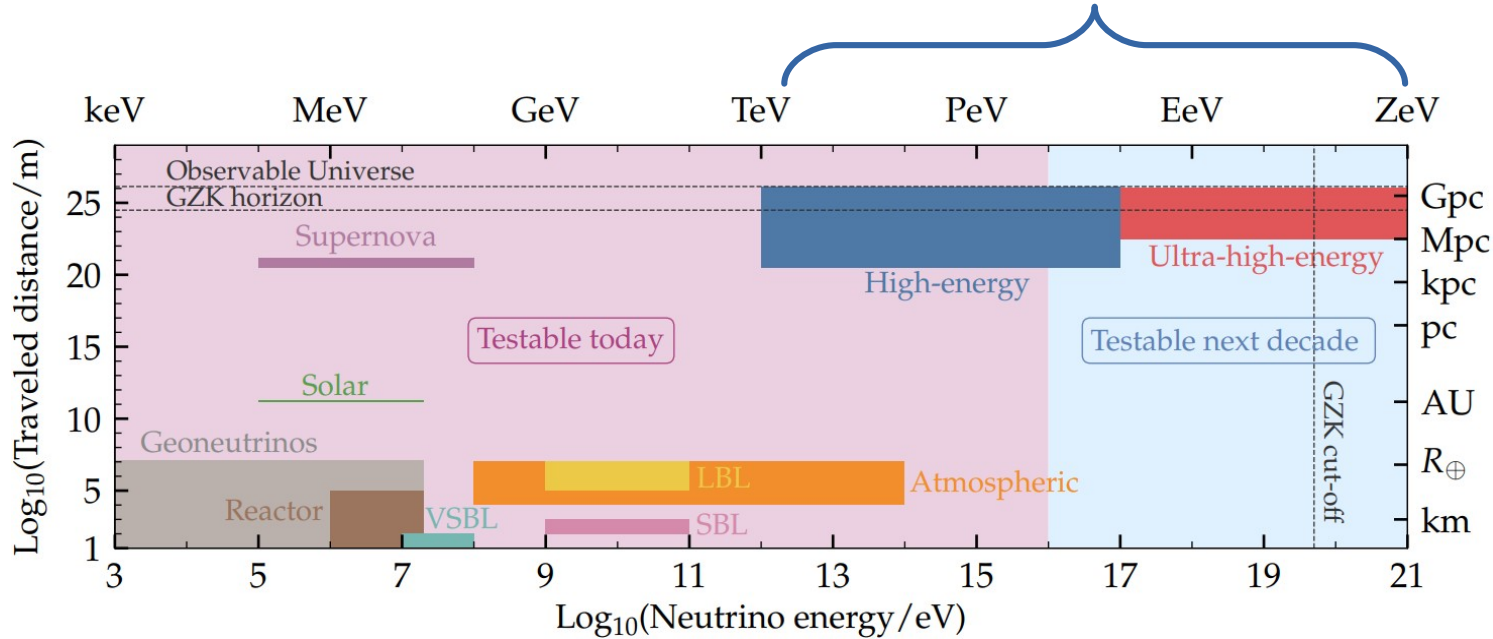 keV MeV GeV TeV PeV EeV ZeV
Observable Universe
GZK horizon
Supernova
High-energy
Ultra-high-energy
Testable today
Testable next decade
Solar
Geoneutrinos
Reactor
VSBL
LBL
SBL
Atmospheric
GZK cut-off
Log10(Traveled distance/m)
25
20
15
10
5
1
Gpc
Mpc
kpc
pc
AU
R⊕
km
3 5 7 9 11 13 15 17 19 21
Log10(Neutrino energy/eV)